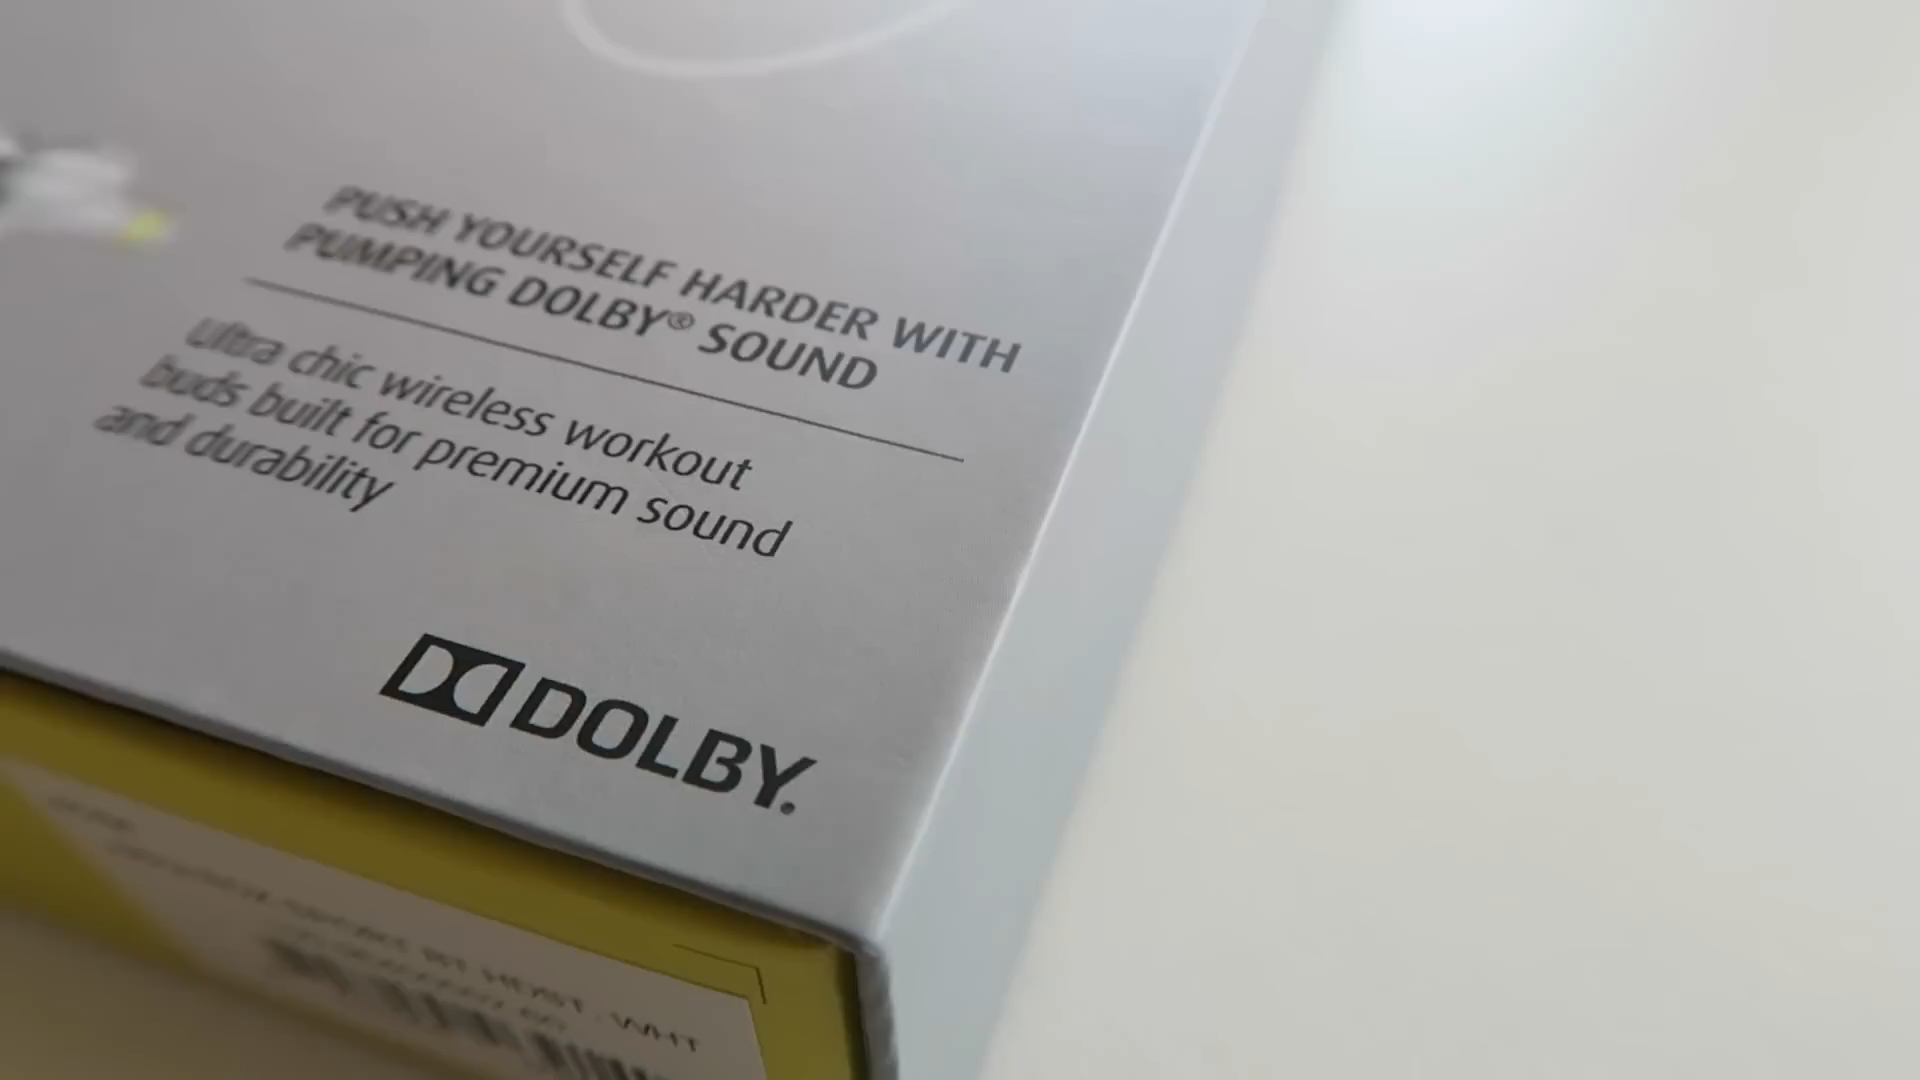 PUSH YOURSELF HARDER WITH
PUMPING DOLBY® SOUND
Ultra chic wireless workout
buds built for premium sound
and durability
DOLBY.
WHT